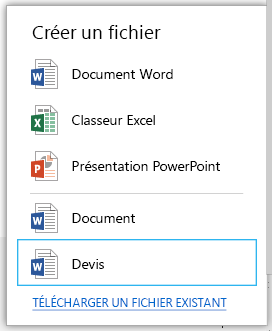 Créer un fichier
Document Word
Classeur Excel
Présentation PowerPoint
Document
Devis
TÉLÉCHARGER UN FICHIER EXISTANT